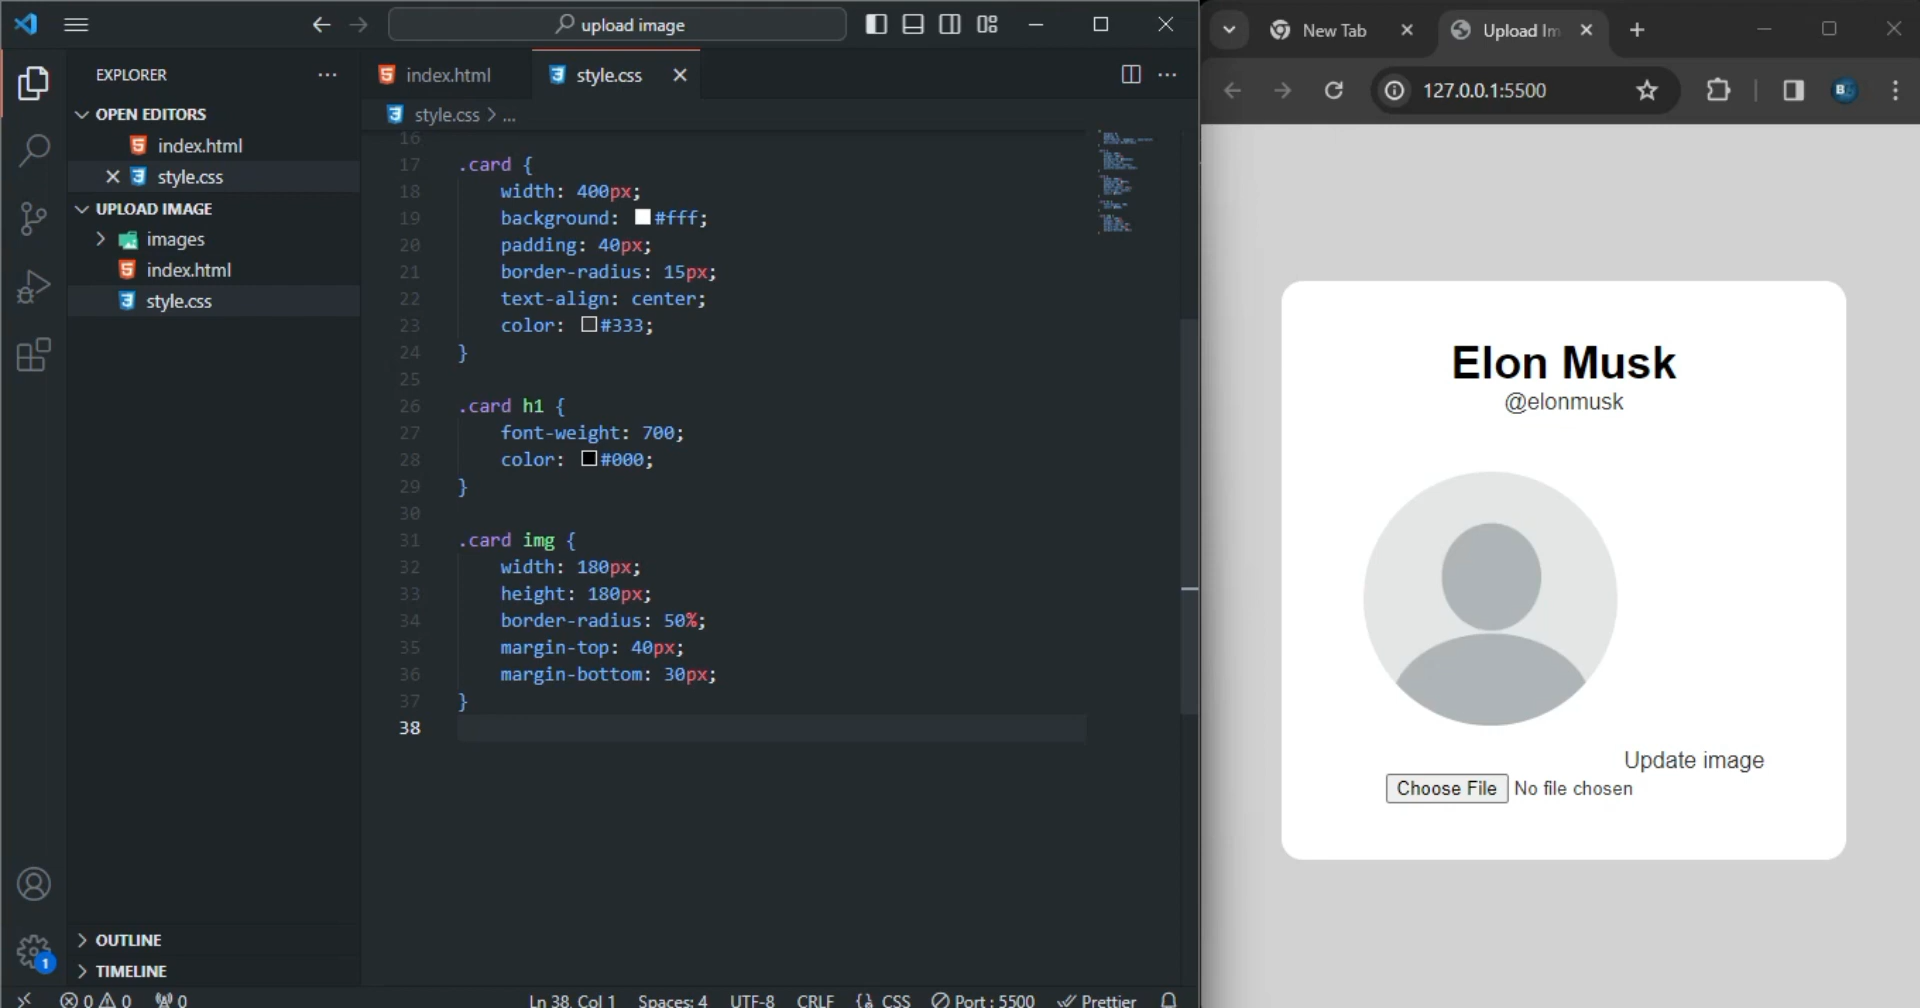 upload image
EXPLORER
OPEN EDITORS
index.html
style.css
UPLOAD IMAGE
images
index.html
style.css
OUTLINE
TIMELINE
1
index.html
style.css
style.css > ...
16
17 .card {
18 width: 400px;
19 background: #fff;
20 padding: 40px;
21 border-radius: 15px;
22 text-align: center;
23 color: #333;
24 }
25
26 .card h1 {
27 font-weight: 700;
28 color: #000;
29 }
30
31 .card img {
32 width: 180px;
33 height: 180px;
34 border-radius: 50%;
35 margin-top: 40px;
36 margin-bottom: 30px;
37 }
38
0 0 0 Ln 38, Col 1 Spaces: 4 UTF-8 CRLF {} CSS Port : 5500 Prettier
New Tab
Upload Im
127.0.0.1:5500
Elon Musk
@elonmusk
Update image
Choose File No file chosen